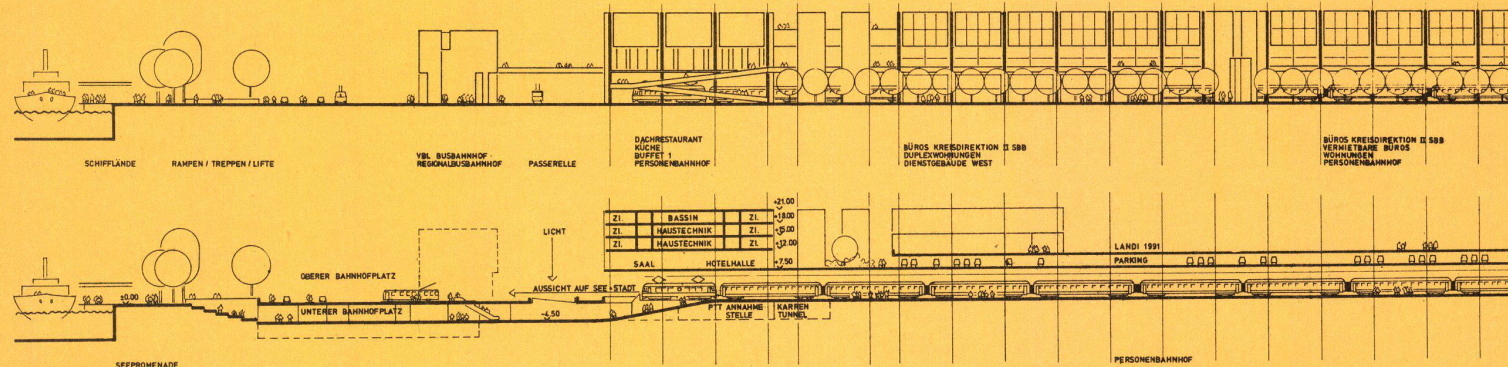 SCHIFFLÄNDE
RAMPEN / TREPPEN / LIFTE
VBL BUSBAHNHOF
REGIONALBUSBAHNHOF
PASSERELLE
DACHRESTAURANT
KÜCHE
BUFFET 1
PERSONENBAHNHOF
BÜROS KREISDIREKTION II SBB
DUPLEXWOHNUNGEN
DIENSTGEBÄUDE WEST
BÜROS KREISDIREKTION II SBB
VERMIETBARE BÜROS
WOHNUNGEN
PERSONENBAHNHOF
+21.00
ZI. BASSIN ZI. +18.00
ZI. HAUSTECHNIK ZI. +15.00
ZI. HAUSTECHNIK ZI. +12.00
SAAL HOTELHALLE +7.50
LICHT
LANDI 1991
PARKING
OBERER BAHNHOFPLATZ
AUSSICHT AUF SEE + STADT
±0.00
UNTERER BAHNHOFPLATZ
-4.50
PTT ANNAHME
STELLE
KARREN
TUNNEL
SEEPROMENADE
PERSONENBAHNHOF